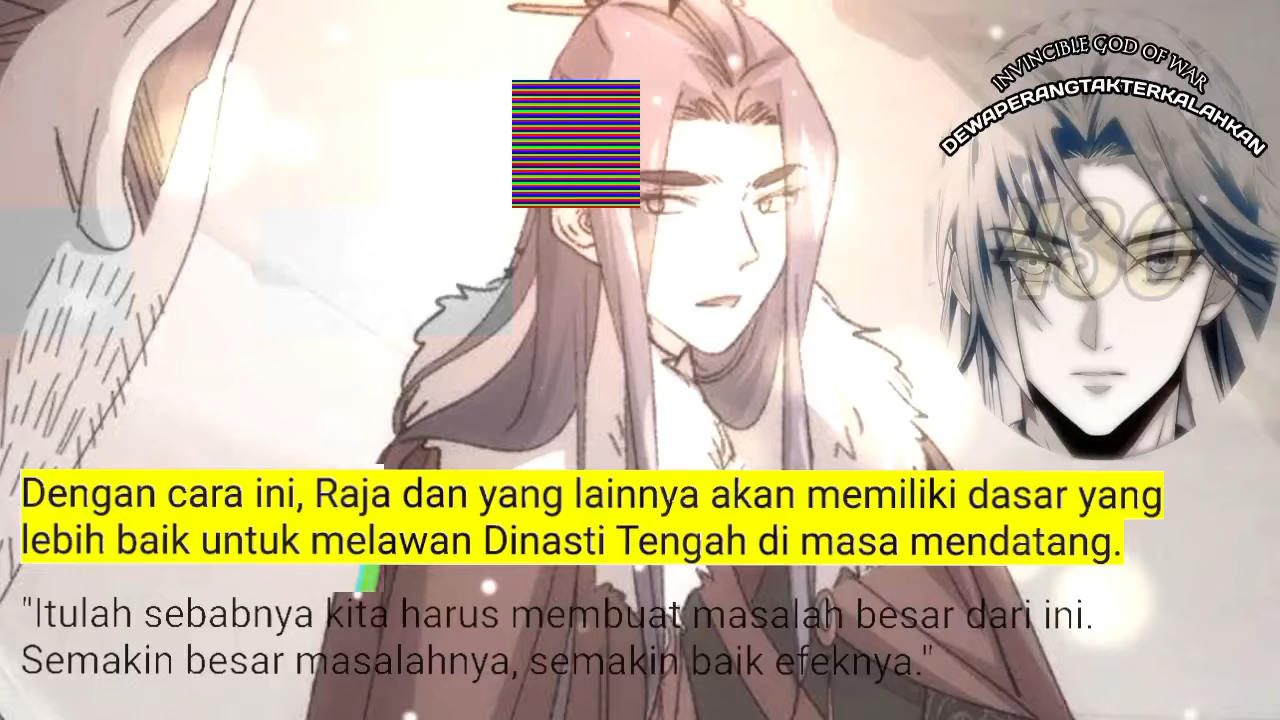 INVINCIBLE GOD OF WAR
DEWAPERANGTAKTERKALAHKAN
Dengan cara ini, Raja dan yang lainnya akan memiliki dasar yang
lebih baik untuk melawan Dinasti Tengah di masa mendatang.
"Itulah sebabnya kita harus membuat masalah besar dari ini.
Semakin besar masalahnya, semakin baik efeknya."